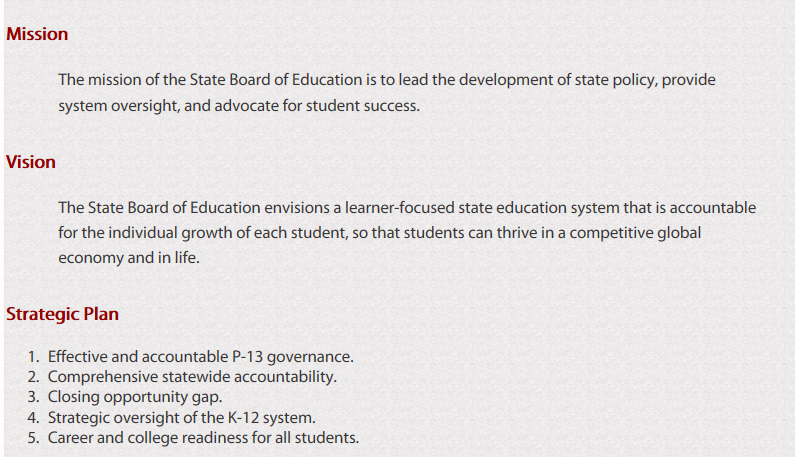 Mission
The mission of the State Board of Education is to lead the development of state policy, provide
system oversight, and advocate for student success.
Vision
The State Board of Education envisions a learner-focused state education system that is accountable
for the individual growth of each student, so that students can thrive in a competitive global
economy and in life.
Strategic Plan
1. Effective and accountable P-13 governance.
2. Comprehensive statewide accountability.
3. Closing opportunity gap.
4. Strategic oversight of the K-12 system.
5. Career and college readiness for all students.